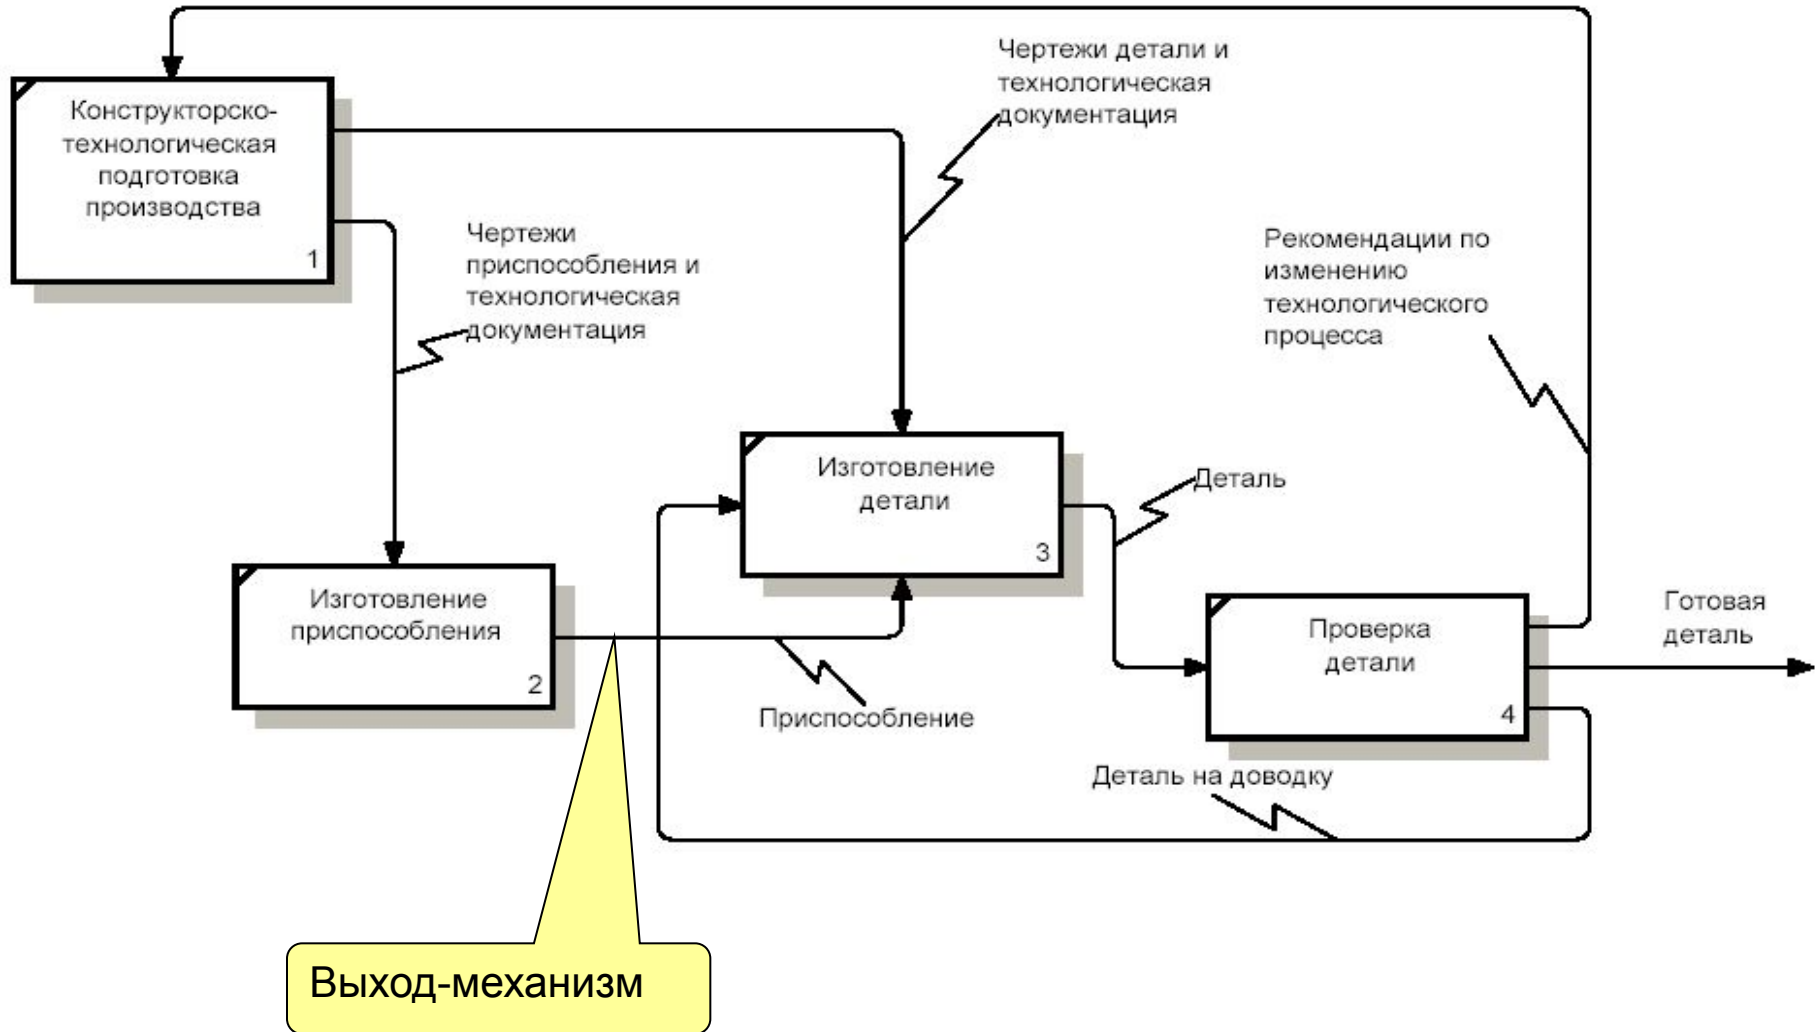 Конструкторско-
технологическая
подготовка
производства
1
Чертежи детали и
технологическая
документация
Чертежи
приспособления и
технологическая
документация
Рекомендации по
изменению
технологического
процесса
Изготовление
детали
3
Деталь
Изготовление
приспособления
2
Готовая
деталь
Проверка
детали
4
Приспособление
Деталь на доводку
Выход-механизм